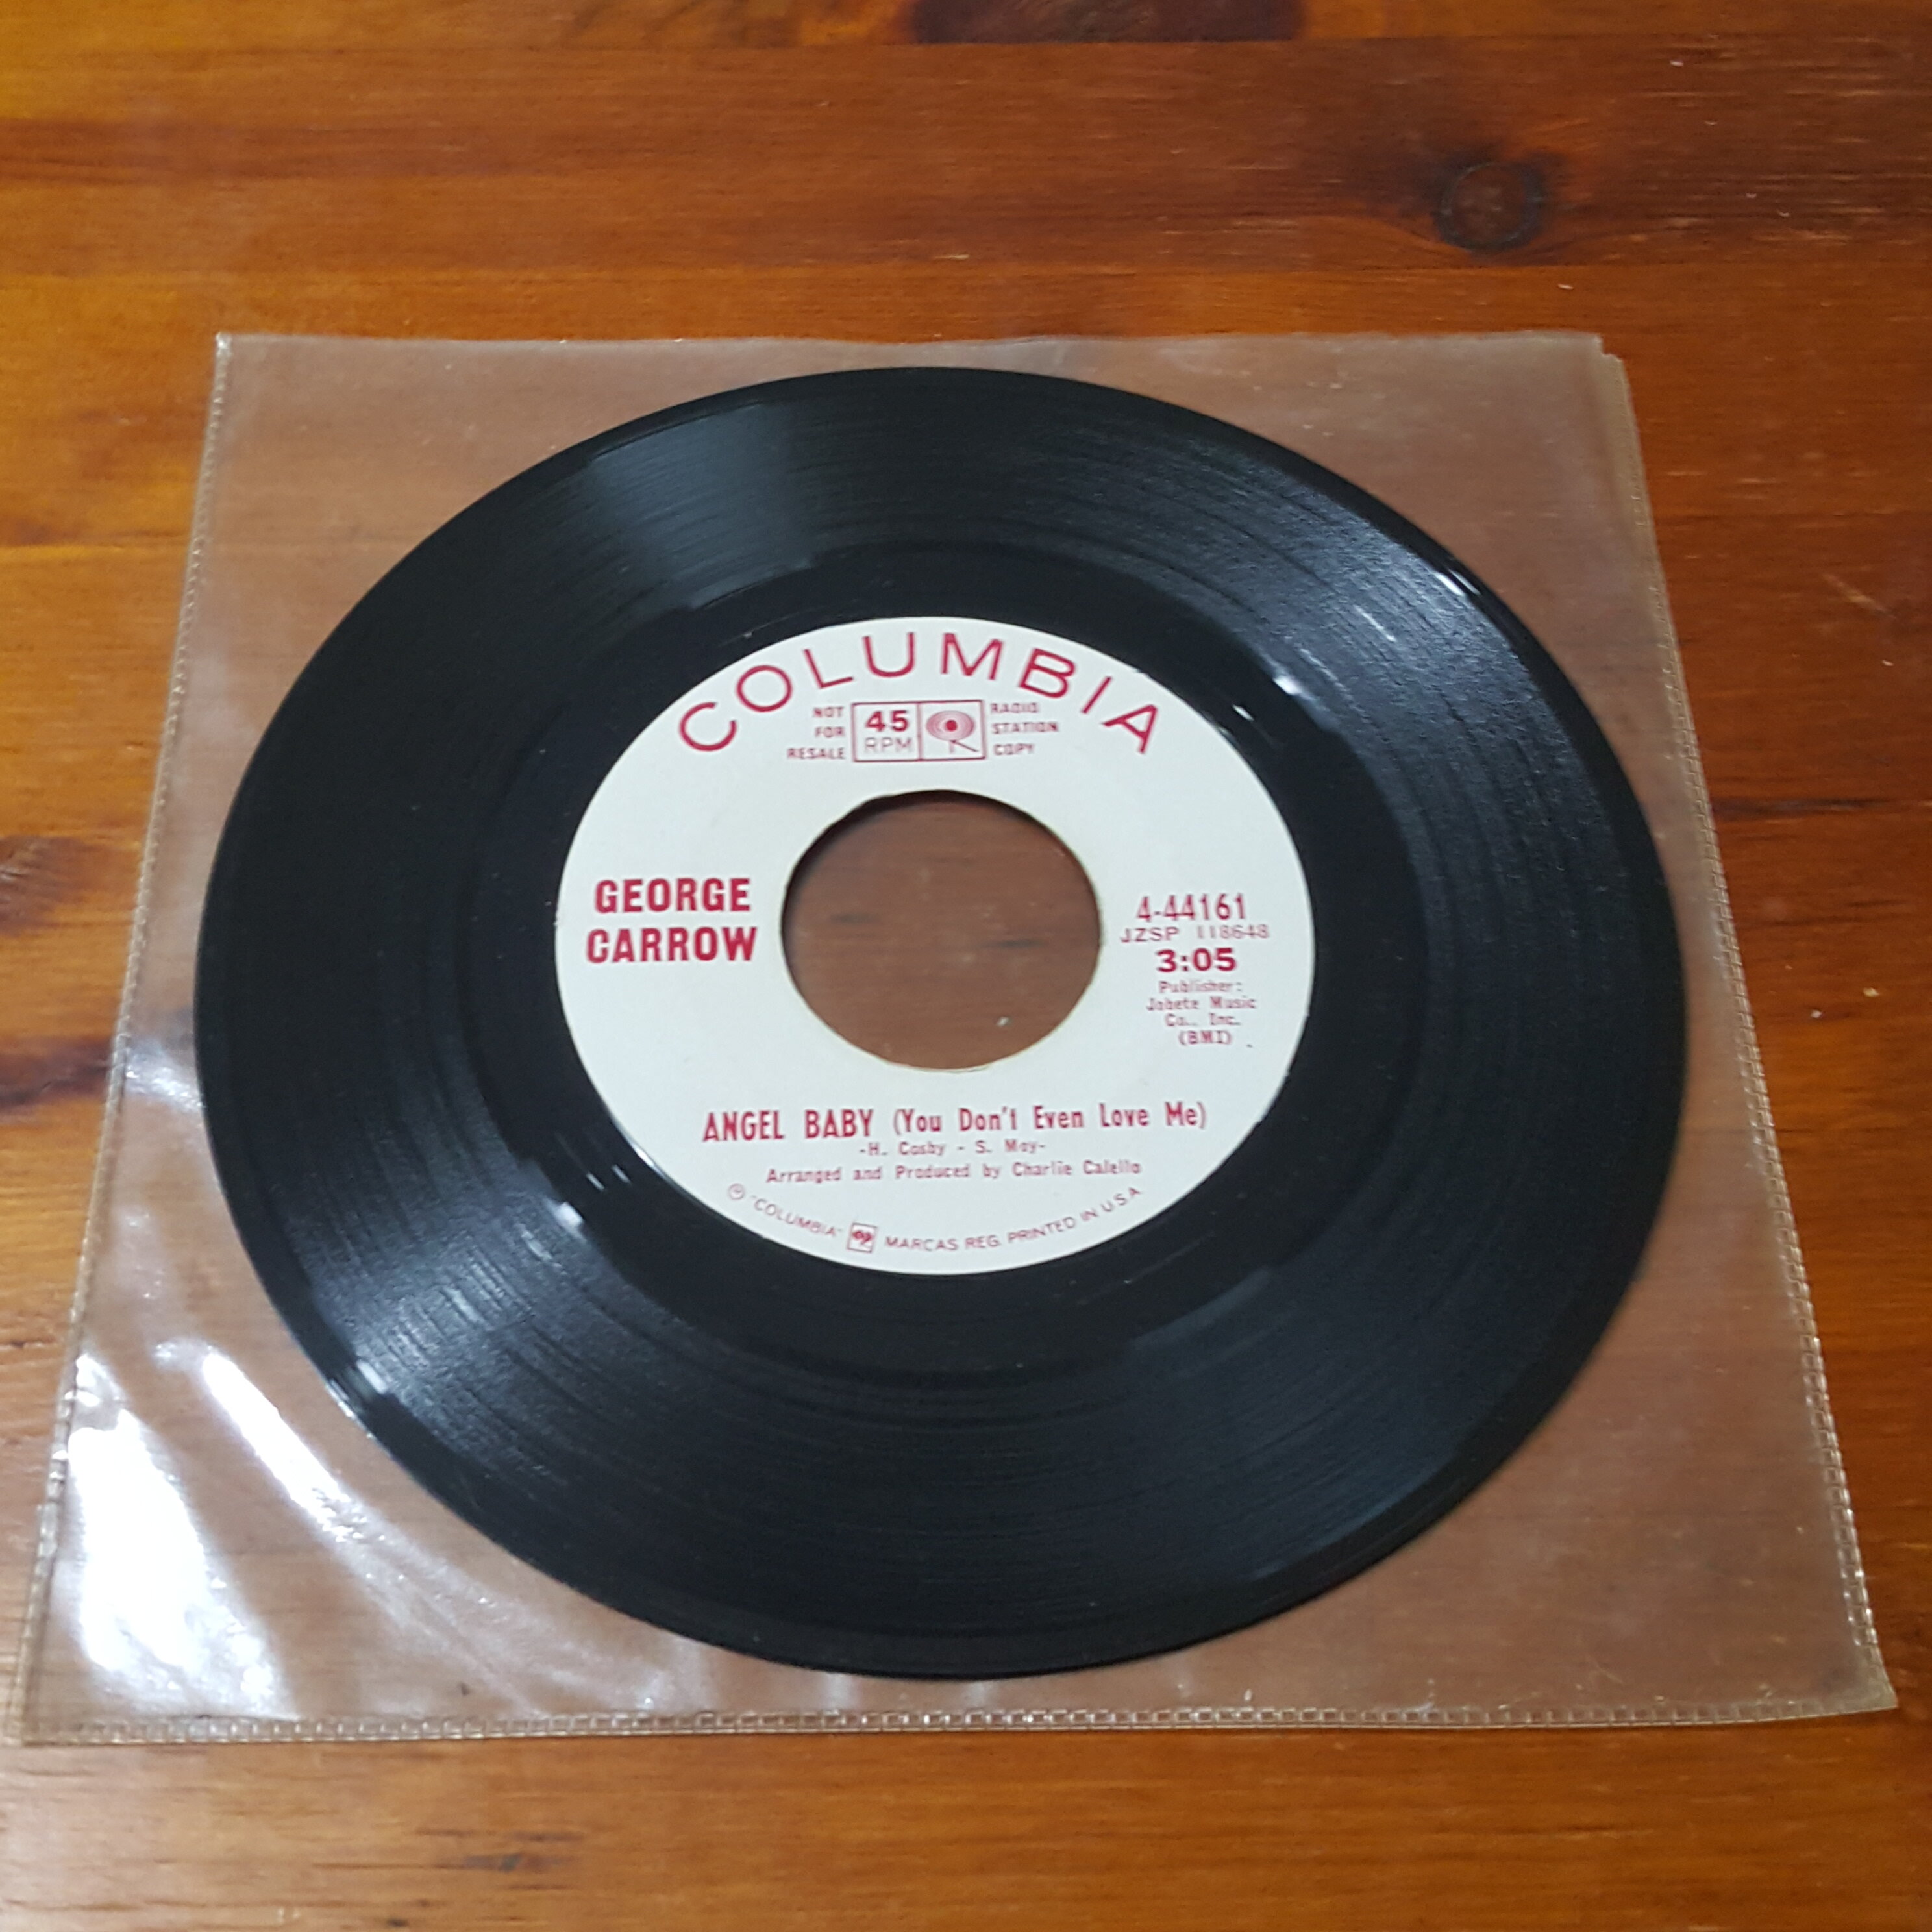 COLUMBIA
NOT
FOR
RESALE
45
RPM
RADIO
STATION
COPY
GEORGE
CARROW
4-44161
JZSP 118648
3:05
Publisher:
Jobete Music
Co., Inc.
(BMI)
ANGEL BABY (You Don't Even Love Me)
-H. Cosby - S. Moy-
Arranged and Produced by Charlie Calello
"COLUMBIA" MARCAS REG. PRINTED IN U.S.A.